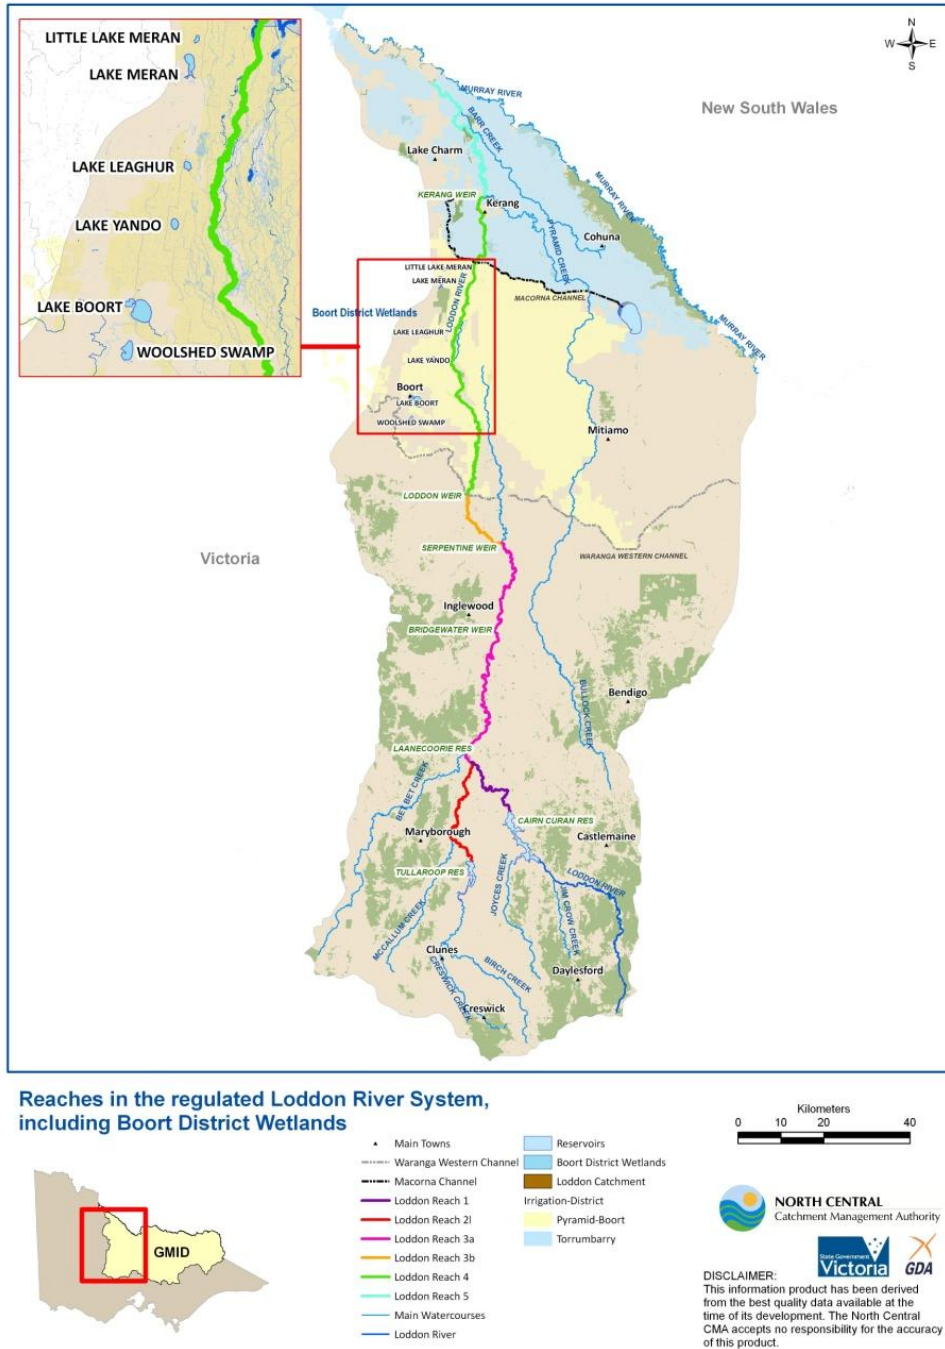 LITTLE LAKE MERAN
LAKE MERAN
LAKE LEAGHUR
LAKE YANDO
LAKE BOORT
WOOLSHED SWAMP
N
W
E
S
New South Wales
MURRAY RIVER
BARR CREEK
Lake Charm
MURRAY RIVER
KERANG WEIR
Kerang
PYRAMID CREEK
Cohuna
LITTLE LAKE MERAN
LAKE MERAN
LODDON RIVER
MACORNA CHANNEL
Boort District Wetlands
LAKE LEAGHUR
MURRAY RIVER
LAKE YANDO
Boort
LAKE BOORT
WOOLSHED SWAMP
Mitiamo
LODDON WEIR
SERPENTINE WEIR
WARANGA WESTERN CHANNEL
Victoria
Inglewood
BRIDGEWATER WEIR
BULLOCK CREEK
Bendigo
LAANECOORIE RES
BET BET CREEK
CAIRN CURAN RES
Maryborough
Castlemaine
TULLAROOP RES
JOYCES CREEK
LODDON RIVER
JIM CROW CREEK
MCCALLUM CREEK
Clunes
BIRCH CREEK
Daylesford
CRESWICK CREEK
Creswick
Reaches in the regulated Loddon River System,
including Boort District Wetlands
Kilometers
0 10 20 40
Main Towns
Waranga Western Channel
Macorna Channel
Loddon Reach 1
Loddon Reach 2l
Loddon Reach 3a
Loddon Reach 3b
Loddon Reach 4
Loddon Reach 5
Main Watercourses
Loddon River
Reservoirs
Boort District Wetlands
Loddon Catchment
Irrigation-District
Pyramid-Boort
Torrumbarry
GMID
NORTH CENTRAL
Catchment Management Authority
State Government
Victoria
GDA
DISCLAIMER:
This information product has been derived
from the best quality data available at the
time of its development. The North Central
CMA accepts no responsibility for the accuracy
of this product.